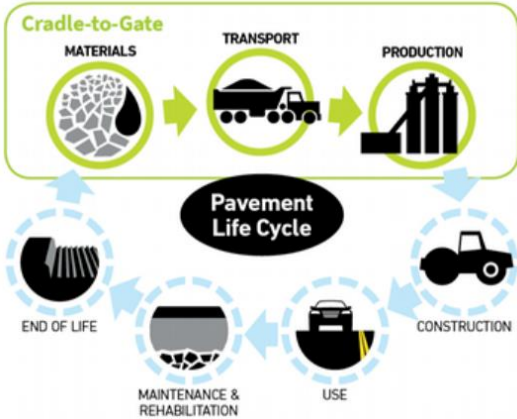 Cradle-to-Gate
MATERIALS
TRANSPORT
PRODUCTION
Pavement
Life Cycle
CONSTRUCTION
USE
MAINTENANCE &
REHABILITATION
END OF LIFE